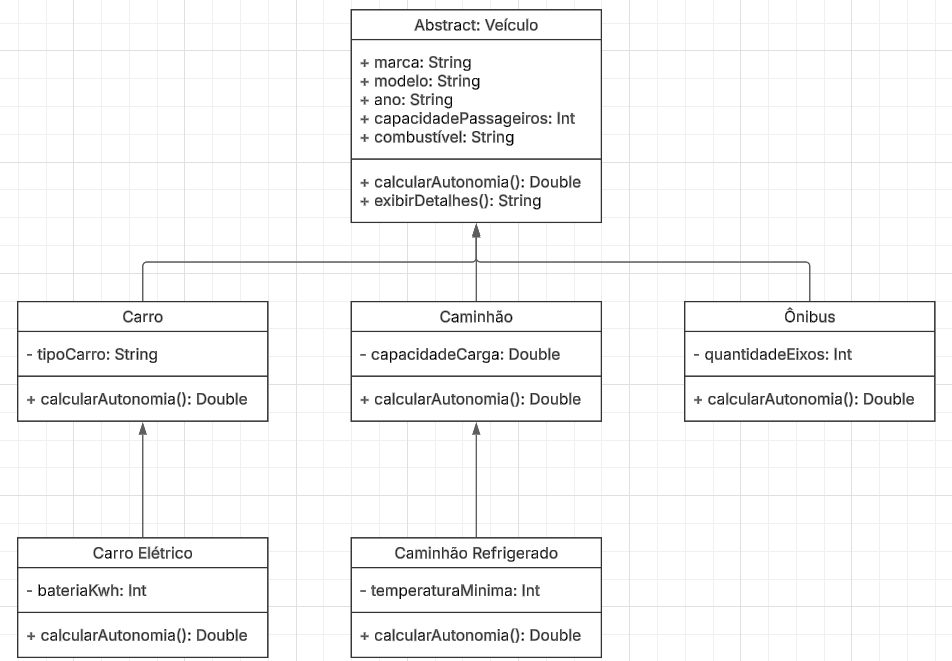 Abstract: Veículo
+ marca: String
+ modelo: String
+ ano: String
+ capacidadePassageiros: Int
+ combustível: String
+ calcularAutonomia(): Double
+ exibirDetalhes(): String
Carro
- tipoCarro: String
+ calcularAutonomia(): Double
Caminhão
- capacidadeCarga: Double
+ calcularAutonomia(): Double
Ônibus
- quantidadeEixos: Int
+ calcularAutonomia(): Double
Carro Elétrico
- bateriaKwh: Int
+ calcularAutonomia(): Double
Caminhão Refrigerado
- temperaturaMinima: Int
+ calcularAutonomia(): Double